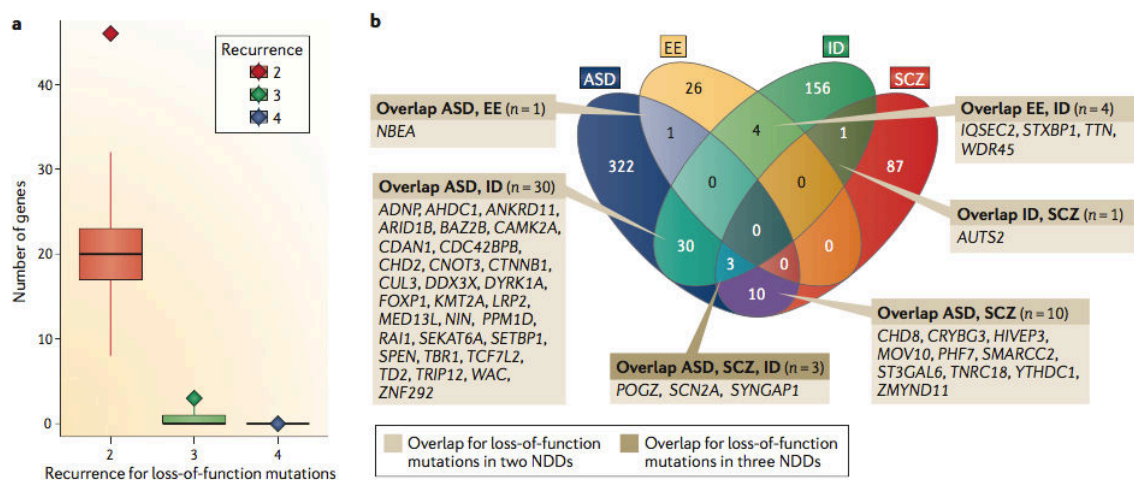 a
Number of genes
40
30
20
10
0
2
3
4
Recurrence for loss-of-function mutations
Recurrence
2
3
4
b
ASD
EE
ID
SCZ
322
26
156
87
1
4
1
0
0
30
0
0
3
0
10
Overlap ASD, EE (n = 1)
NBEA
Overlap ASD, ID (n = 30)
ADNP, AHDC1, ANKRD11,
ARID1B, BAZ2B, CAMK2A,
CDAN1, CDC42BPB,
CHD2, CNOT3, CTNNB1,
CUL3, DDX3X, DYRK1A,
FOXP1, KMT2A, LRP2,
MED13L, NIN, PPM1D,
RAI1, SEKAT6A, SETBP1,
SPEN, TBR1, TCF7L2,
TD2, TRIP12, WAC,
ZNF292
Overlap EE, ID (n = 4)
IQSEC2, STXBP1, TTN,
WDR45
Overlap ID, SCZ (n = 1)
AUTS2
Overlap ASD, SCZ (n = 10)
CHD8, CRYBG3, HIVEP3,
MOV10, PHF7, SMARCC2,
ST3GAL6, TNRC18, YTHDC1,
ZMYND11
Overlap ASD, SCZ, ID (n = 3)
POGZ, SCN2A, SYNGAP1
Overlap for loss-of-function
mutations in two NDDs
Overlap for loss-of-function
mutations in three NDDs